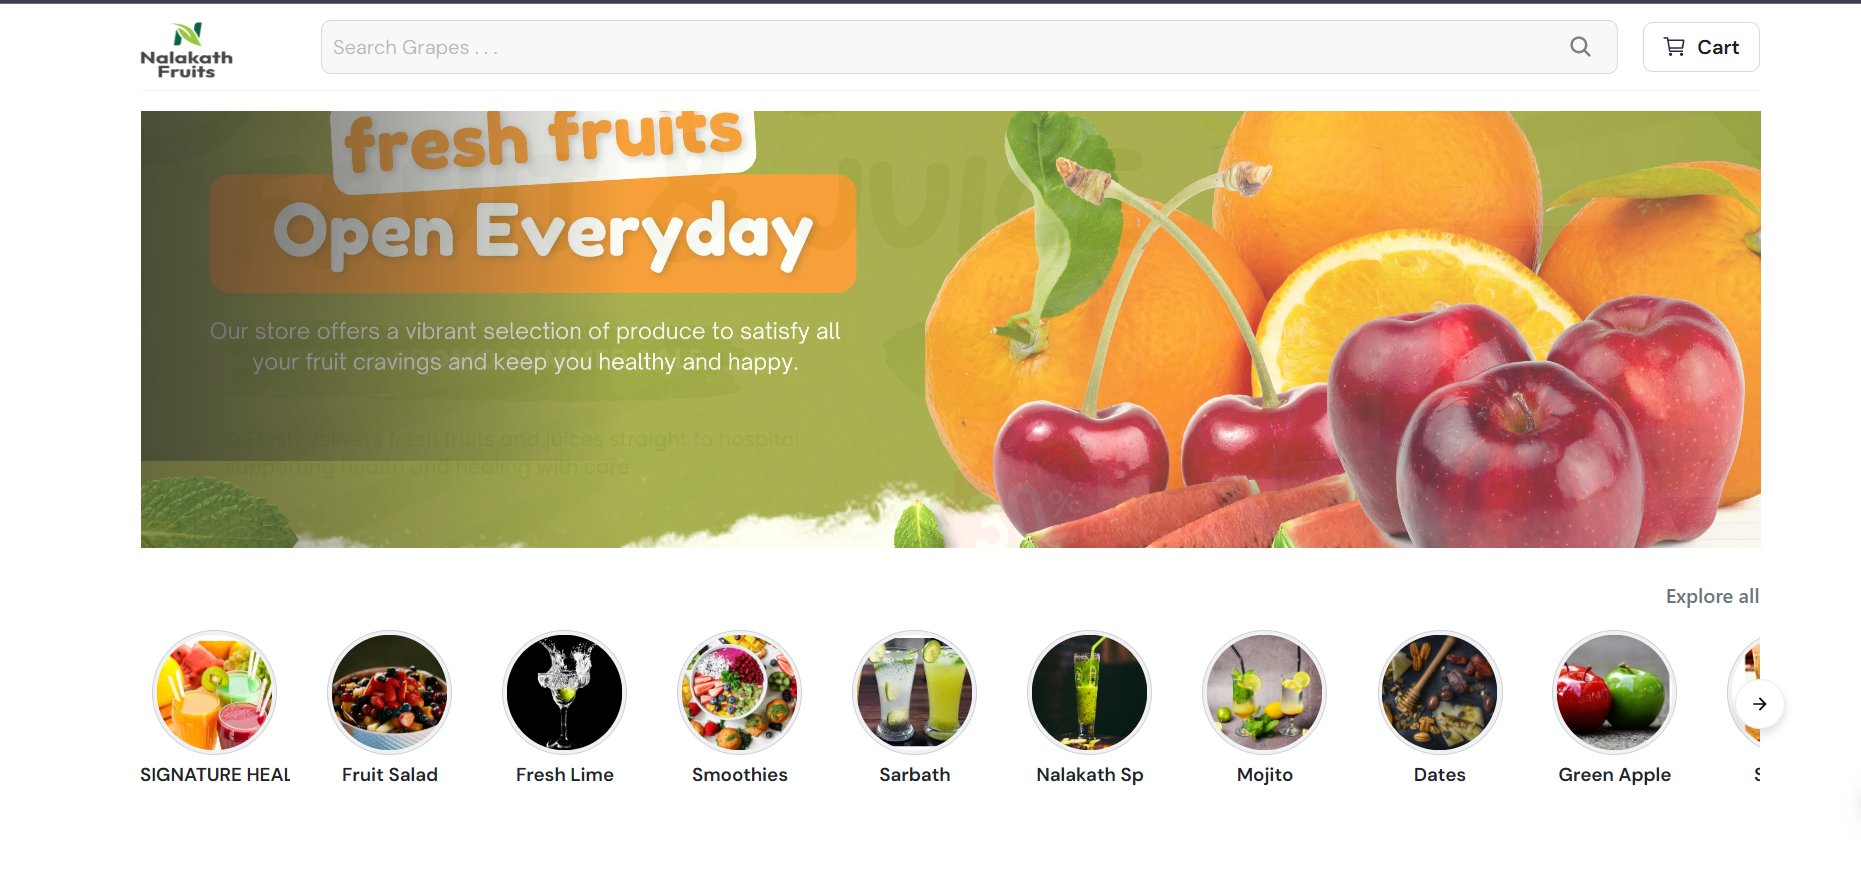 Nalakath
Fruits
Search Grapes . . .
Cart
fresh fruits
FRUIT & JUICE
Open Everyday
Our store offers a vibrant selection of produce to satisfy all
your fruit cravings and keep you healthy and happy.
Fresh delivers fresh fruits and juices straight to hospital
supporting health and healing with care
30%
Explore all
SIGNATURE HEAL
Fruit Salad
Fresh Lime
Smoothies
Sarbath
Nalakath Sp
Mojito
Dates
Green Apple